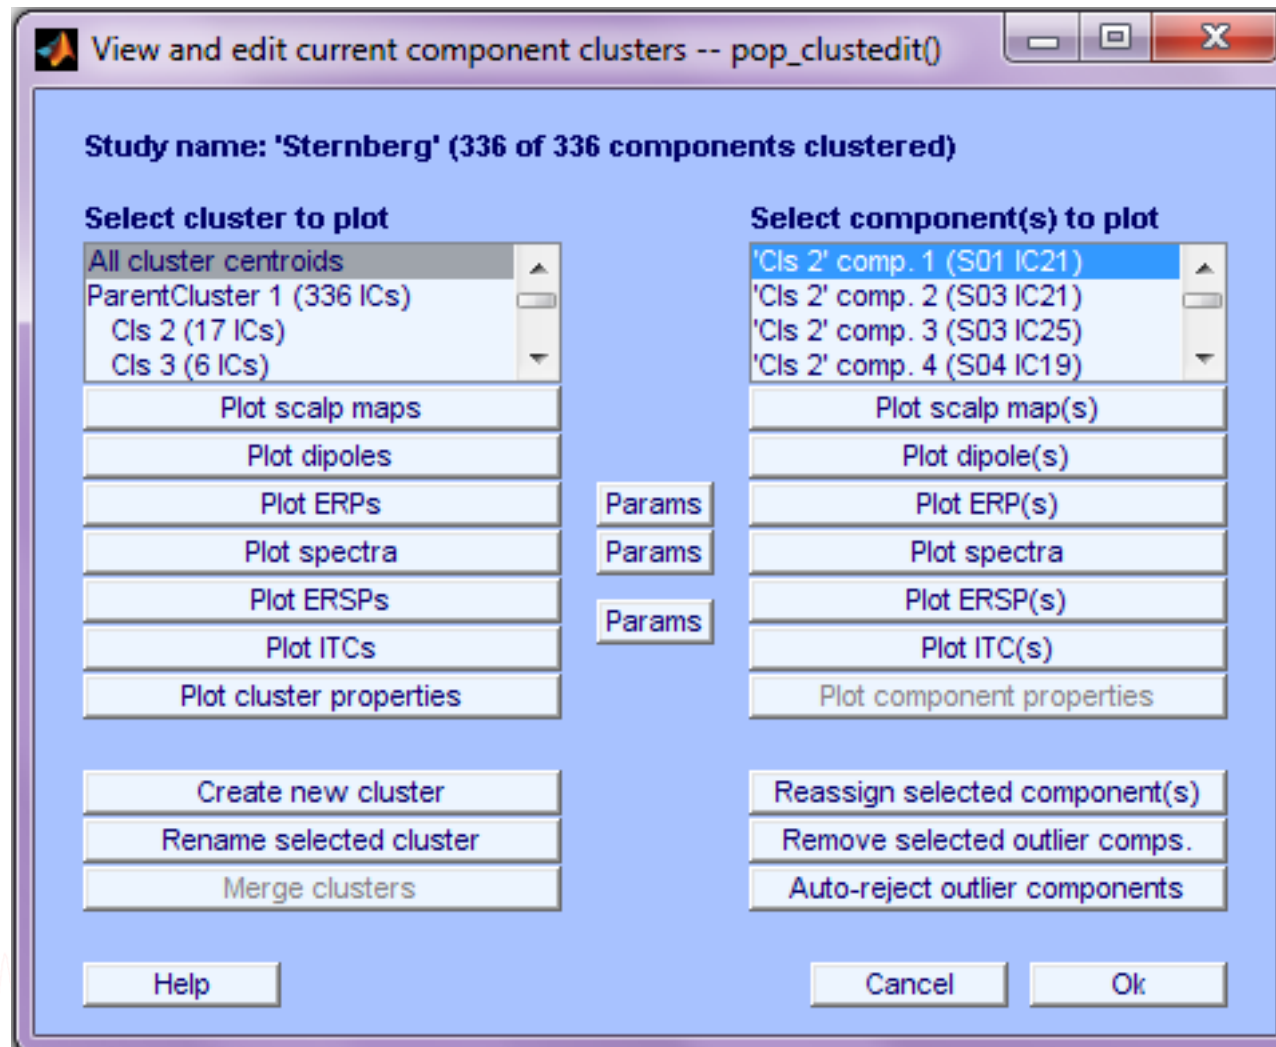 View and edit current component clusters -- pop_clustedit()
Study name: 'Sternberg' (336 of 336 components clustered)
Select cluster to plot
All cluster centroids
ParentCluster 1 (336 ICs)
Cls 2 (17 ICs)
Cls 3 (6 ICs)
Select component(s) to plot
'Cls 2' comp. 1 (S01 IC21)
'Cls 2' comp. 2 (S03 IC21)
'Cls 2' comp. 3 (S03 IC25)
'Cls 2' comp. 4 (S04 IC19)
Plot scalp maps Plot scalp map(s)
Plot dipoles Plot dipole(s)
Plot ERPs Params Plot ERP(s)
Plot spectra Params Plot spectra
Plot ERSPs Params Plot ERSP(s)
Plot ITCs Plot ITC(s)
Plot cluster properties Plot component properties
Create new cluster Reassign selected component(s)
Rename selected cluster Remove selected outlier comps.
Merge clusters Auto-reject outlier components
Help Cancel Ok